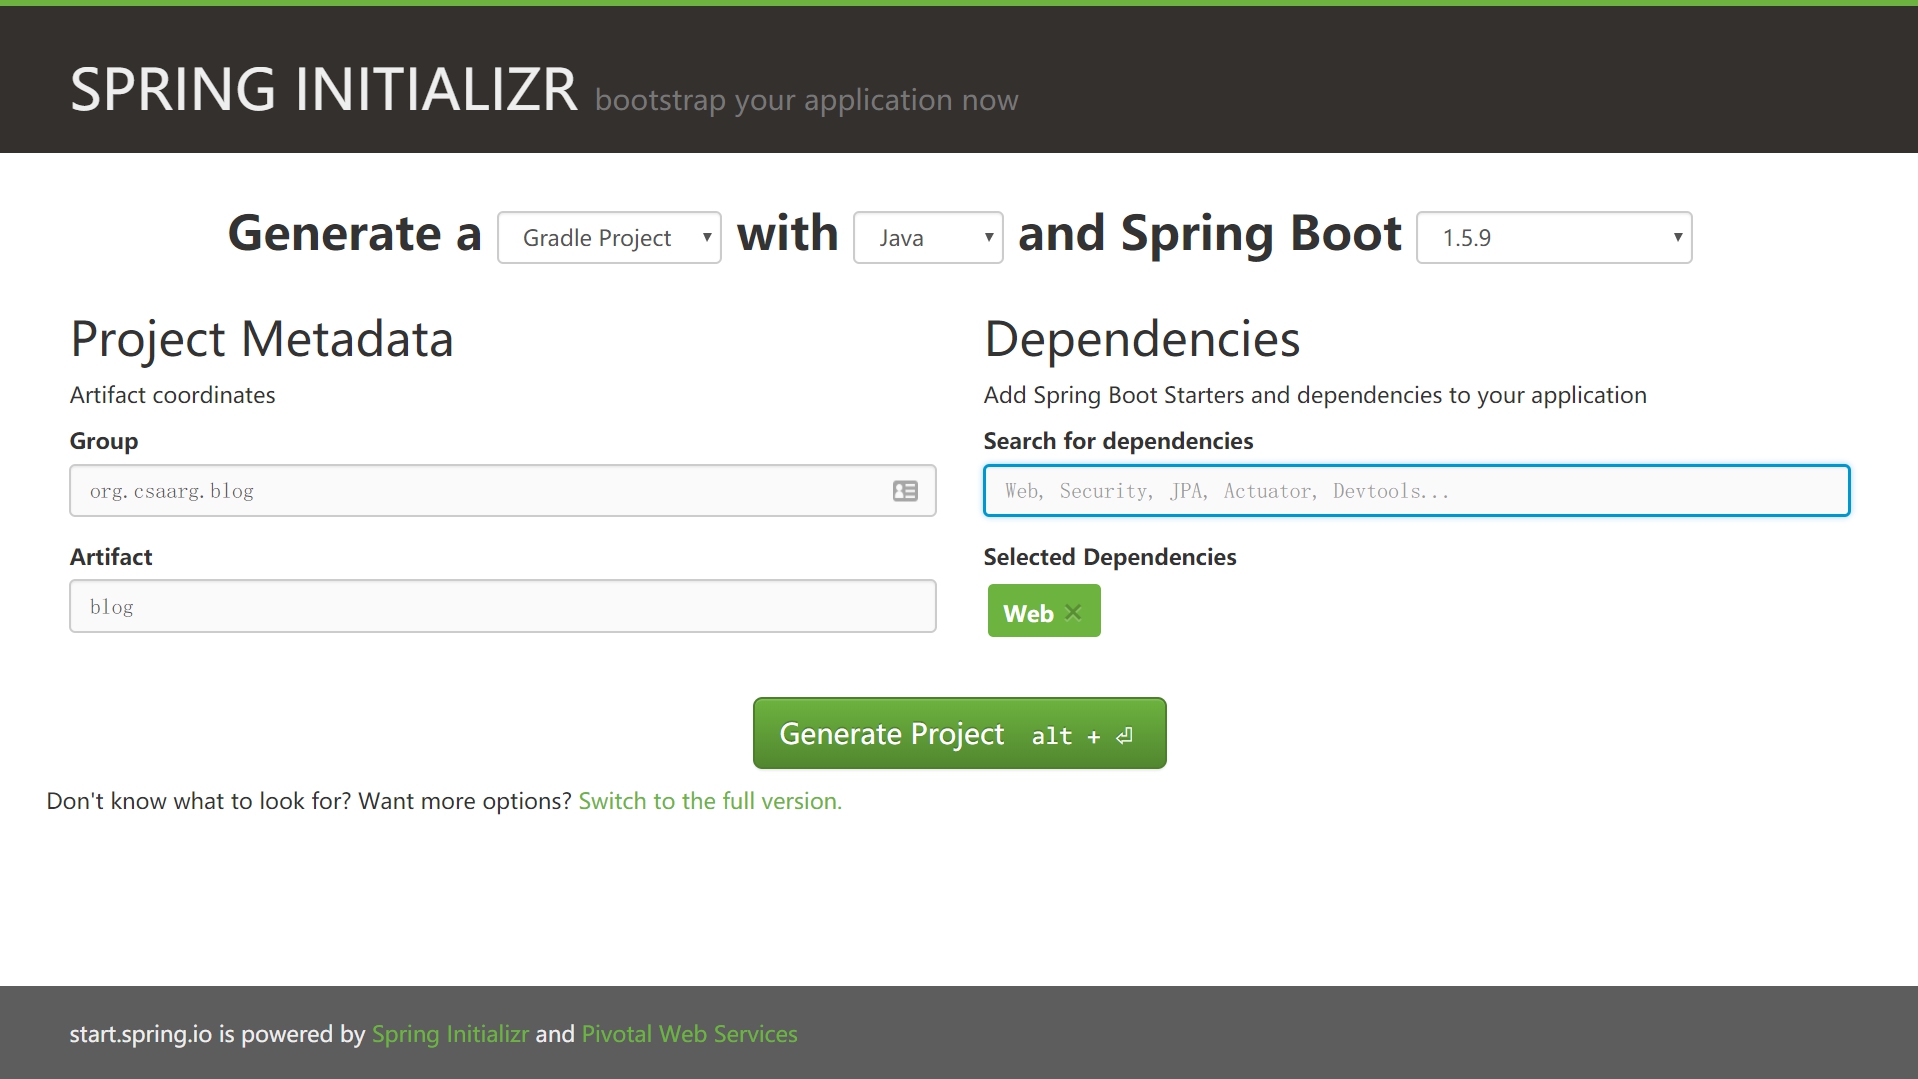 SPRING INITIALIZR bootstrap your application now
Generate a Gradle Project with Java and Spring Boot 1.5.9
Project Metadata
Artifact coordinates
Group
org.csaarg.blog
Artifact
blog
Dependencies
Add Spring Boot Starters and dependencies to your application
Search for dependencies
Web, Security, JPA, Actuator, Devtools...
Selected Dependencies
Web ×
Generate Project alt + ⏎
Don't know what to look for? Want more options? Switch to the full version.
start.spring.io is powered by Spring Initializr and Pivotal Web Services